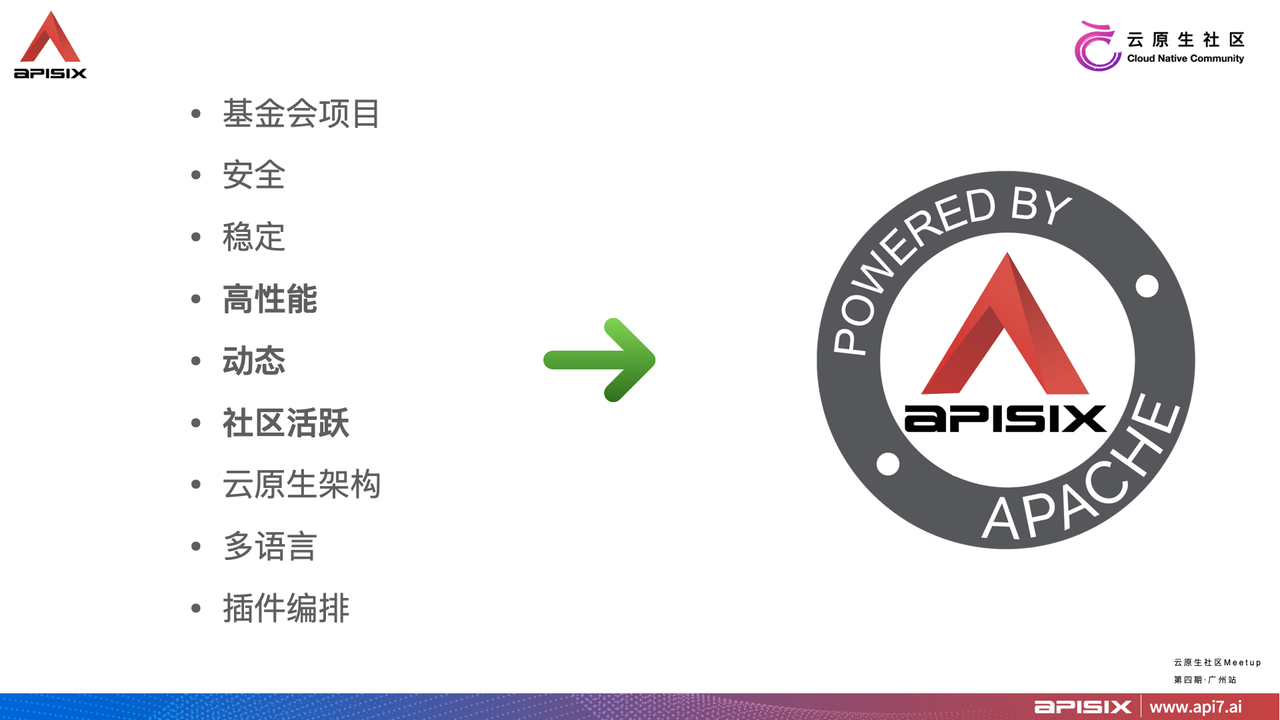 APISIX
云原生社区
Cloud Native Community
• 基金会项目
• 安全
• 稳定
• 高性能
• 动态
• 社区活跃
• 云原生架构
• 多语言
• 插件编排
POWERED BY
APISIX
APACHE
云原生社区Meetup
第四期·广州站
APISIX | www.api7.ai